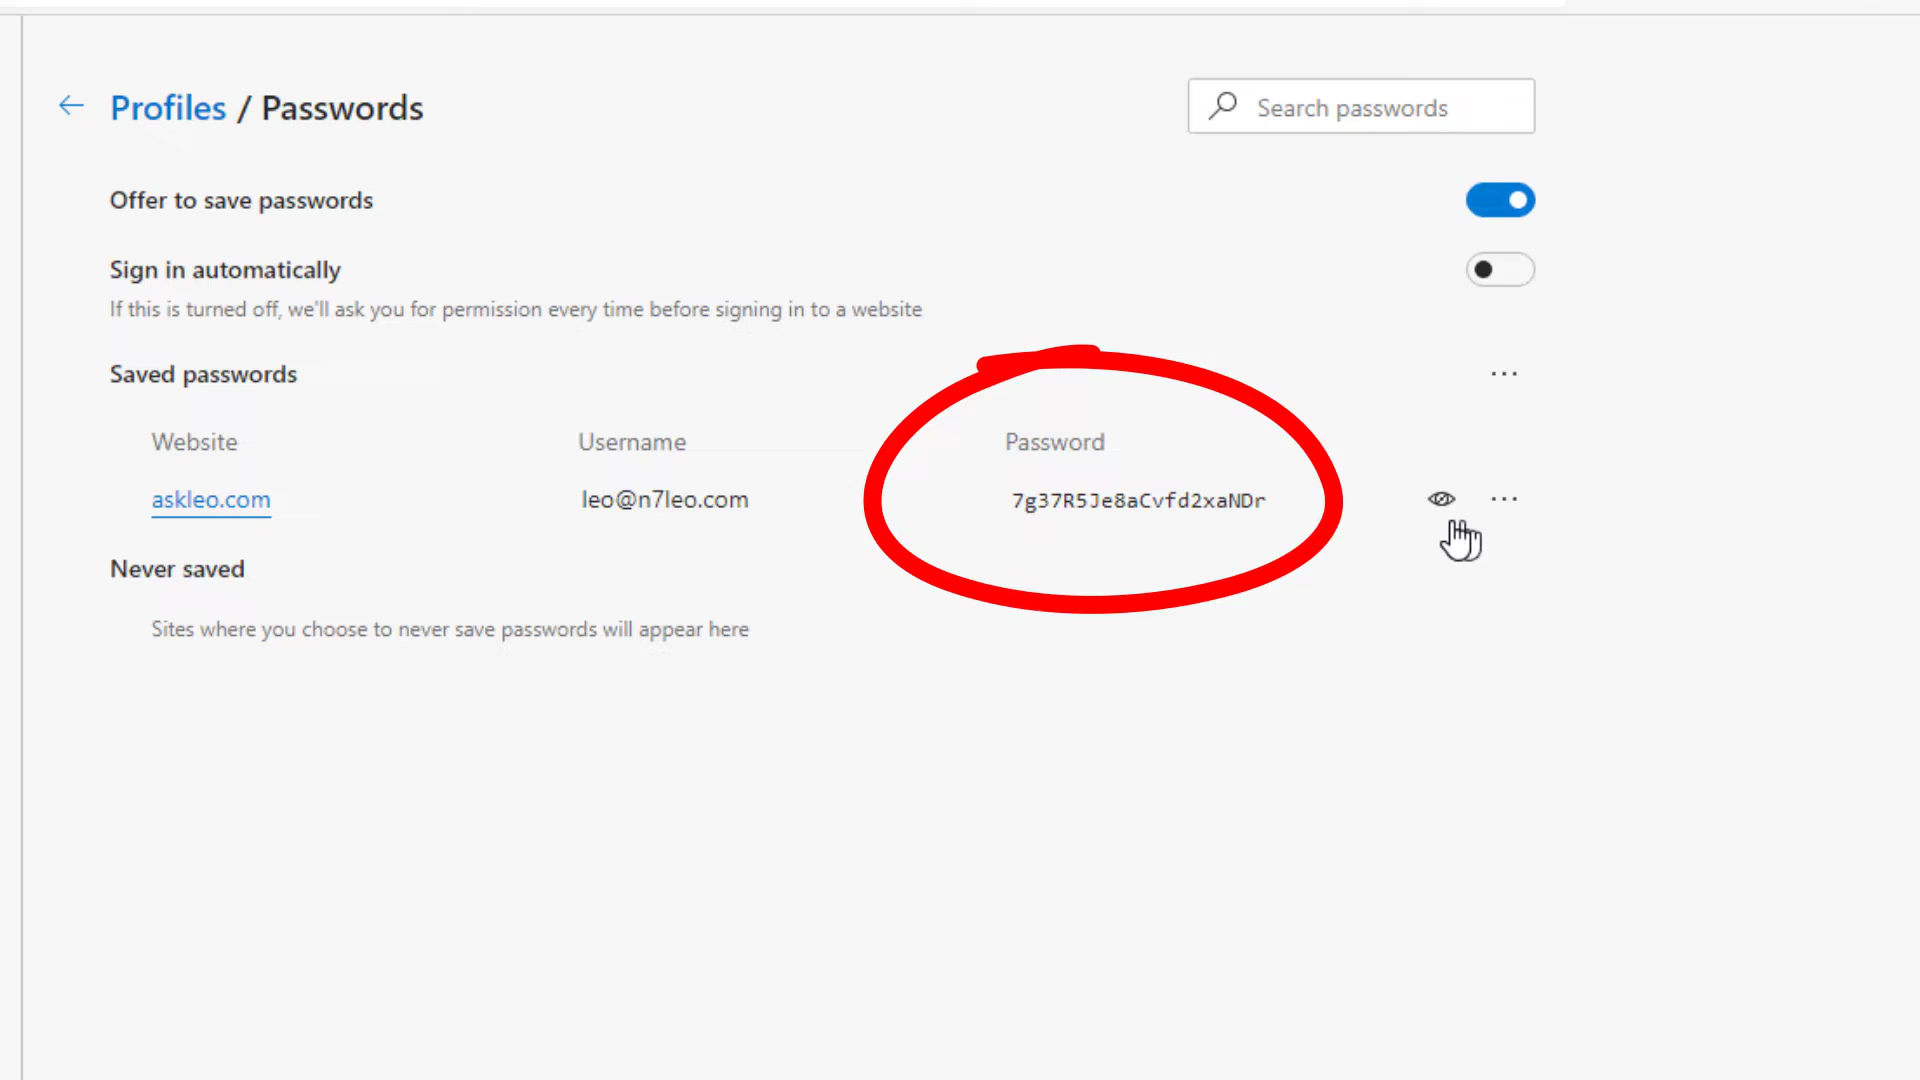 Profiles / Passwords
Search passwords
Offer to save passwords
Sign in automatically
If this is turned off, we'll ask you for permission every time before signing in to a website
Saved passwords
Website Username Password
askleo.com leo@n7leo.com 7g37R5Je8aCvfd2xaNDr
Never saved
Sites where you choose to never save passwords will appear here